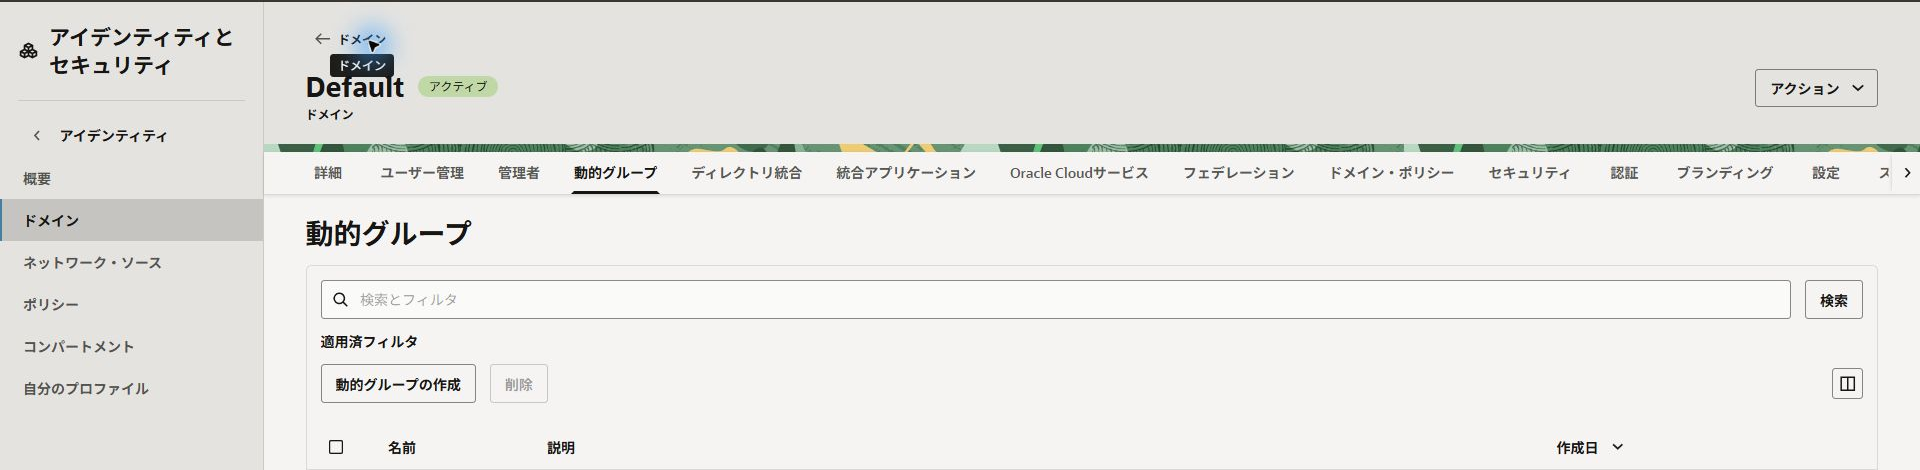 アイデンティティと
セキュリティ
アイデンティティ
概要
ドメイン
ネットワーク・ソース
ポリシー
コンパートメント
自分のプロファイル
ドメイン
ドメイン
Default アクティブ
ドメイン
アクション
詳細 ユーザー管理 管理者 動的グループ ディレクトリ統合 統合アプリケーション Oracle Cloudサービス フェデレーション ドメイン・ポリシー セキュリティ 認証 ブランディング 設定 ス
動的グループ
検索とフィルタ 検索
適用済フィルタ
動的グループの作成 削除
名前 説明 作成日